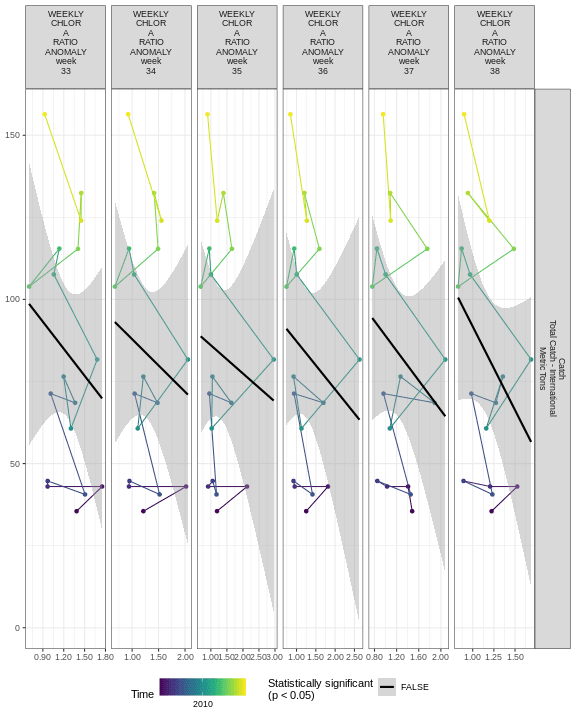 WEEKLY
CHLOR
A
RATIO
ANOMALY
week
33
WEEKLY
CHLOR
A
RATIO
ANOMALY
week
34
WEEKLY
CHLOR
A
RATIO
ANOMALY
week
35
WEEKLY
CHLOR
A
RATIO
ANOMALY
week
36
WEEKLY
CHLOR
A
RATIO
ANOMALY
week
37
WEEKLY
CHLOR
A
RATIO
ANOMALY
week
38
150
100
50
0
Catch
Total Catch - International
Metric Tons
0.90 1.20 1.50 1.80
1.00 1.50 2.00
1.00 1.50 2.00 2.50 3.00
1.00 1.50 2.00 2.50
0.80 1.20 1.60 2.00
1.00 1.25 1.50
Time
2010
Statistically significant
(p < 0.05)
FALSE